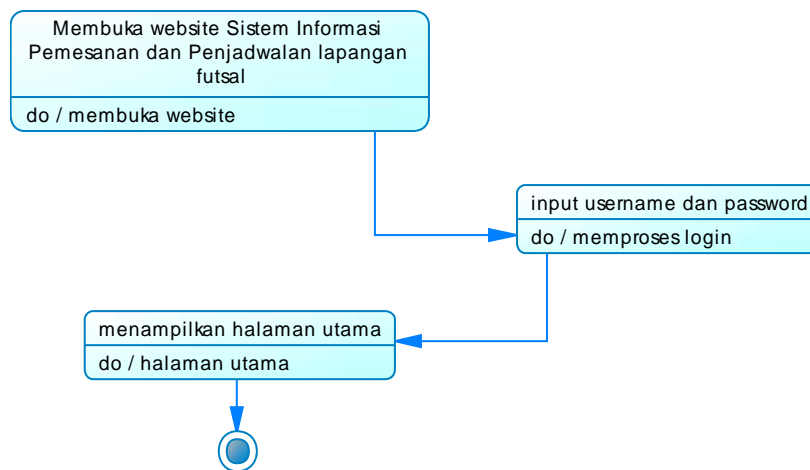 Membuka website Sistem Informasi
Pemesanan dan Penjadwalan lapangan
futsal
do / membuka website
input username dan password
do / memproses login
menampilkan halaman utama
do / halaman utama